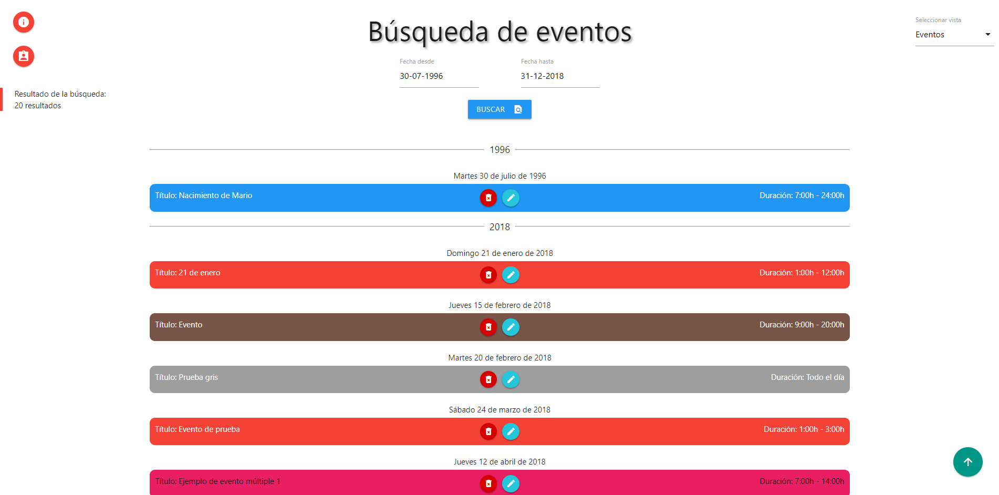 Búsqueda de eventos
Seleccionar vista
Eventos
Fecha desde
30-07-1996
Fecha hasta
31-12-2018
Resultado de la búsqueda:
20 resultados
BUSCAR
1996
Martes 30 de julio de 1996
Título: Nacimiento de Mario
Duración: 7:00h - 24:00h
2018
Domingo 21 de enero de 2018
Título: 21 de enero
Duración: 1:00h - 12:00h
Jueves 15 de febrero de 2018
Título: Evento
Duración: 9:00h - 20:00h
Martes 20 de febrero de 2018
Título: Prueba gris
Duración: Todo el día
Sábado 24 de marzo de 2018
Título: Evento de prueba
Duración: 1:00h - 3:00h
Jueves 12 de abril de 2018
Título: Ejemplo de evento múltiple 1
Duración: 7:00h - 14:00h